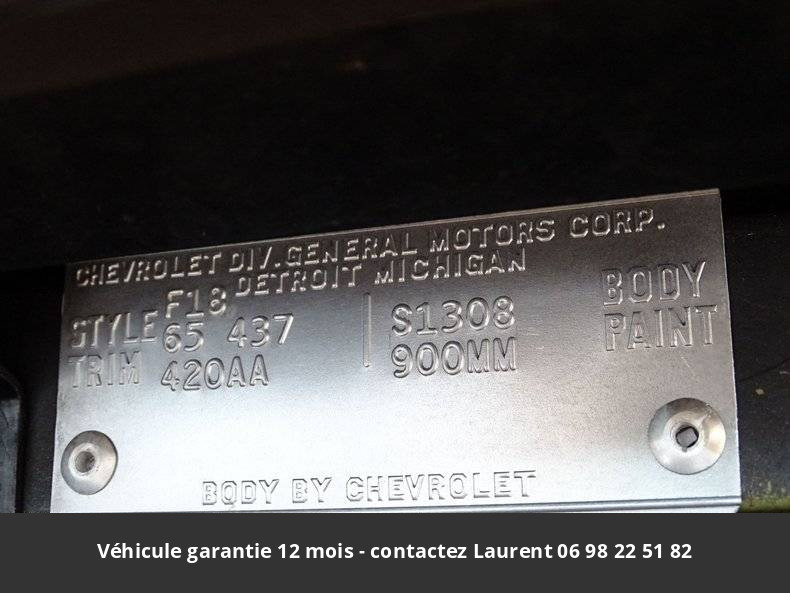 CHEVROLET DIV. GENERAL MOTORS CORP.
DETROIT MICHIGAN
F18
STYLE 65 437 S1308 BODY
TRIM 420AA 900MM PAINT
BODY BY CHEVROLET
Véhicule garantie 12 mois - contactez Laurent 06 98 22 51 82